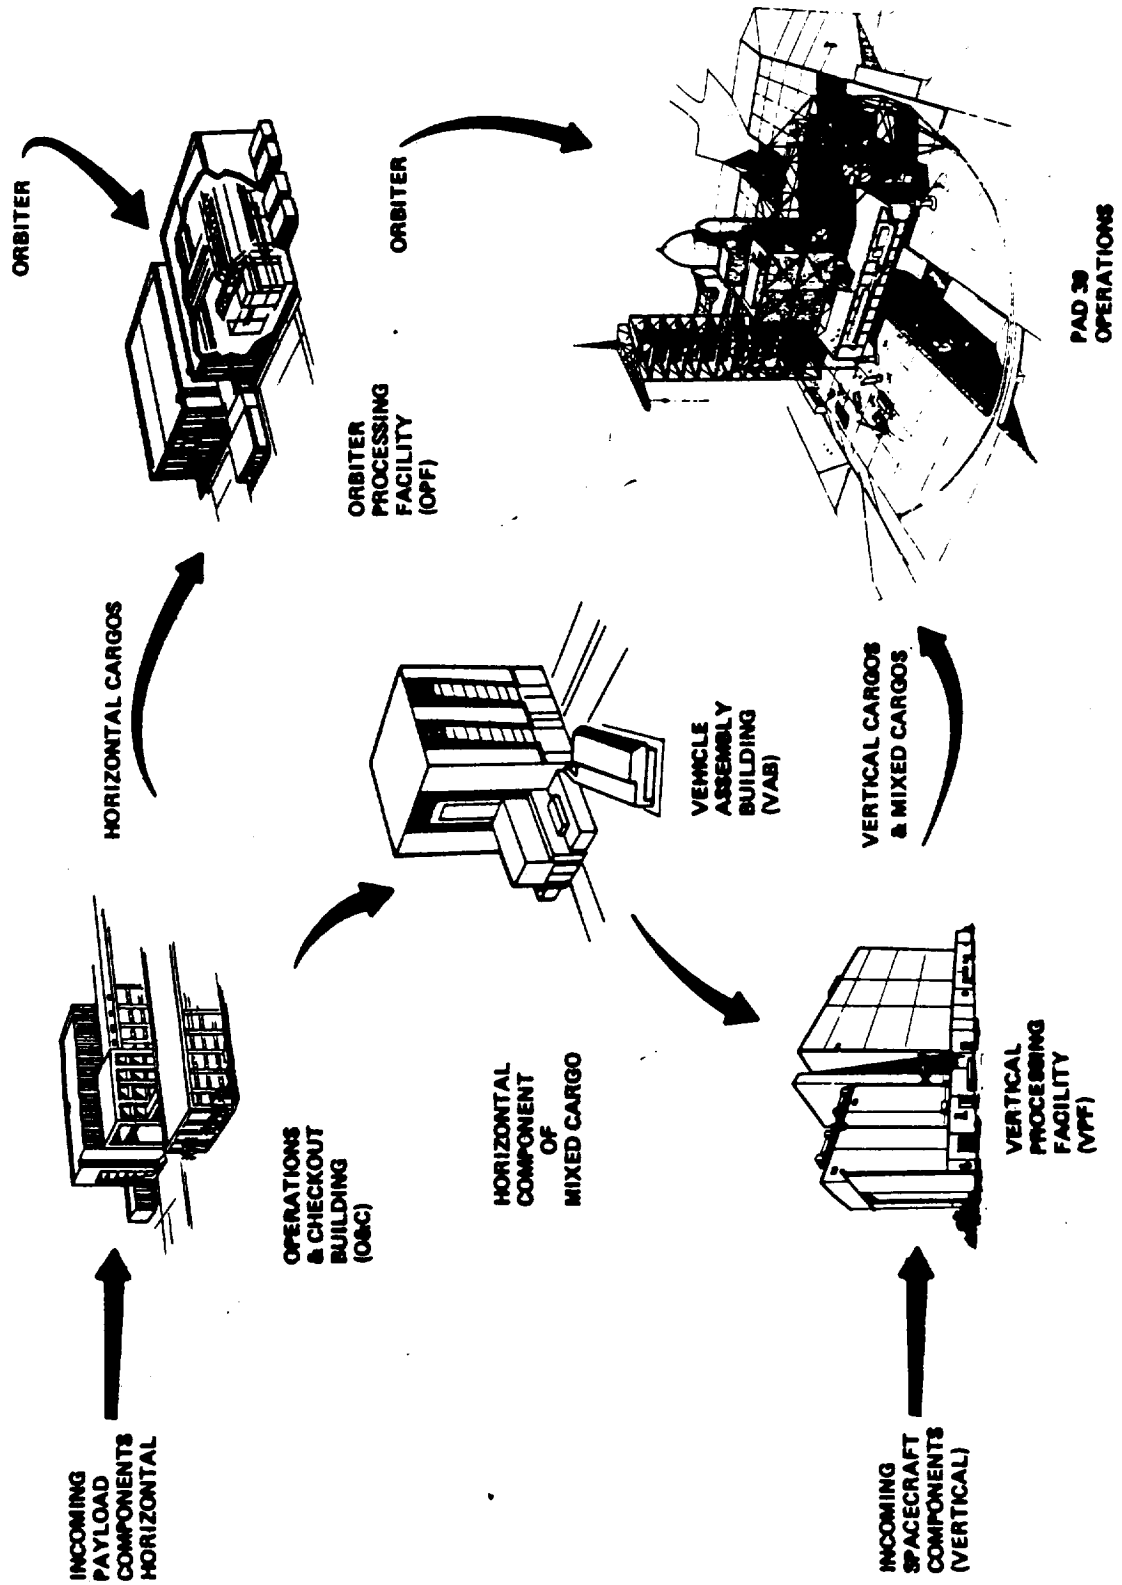 INCOMING
PAYLOAD
COMPONENTS
HORIZONTAL
OPERATIONS
& CHECKOUT
BUILDING
(O&C)
HORIZONTAL CARGOS
ORBITER
ORBITER
PROCESSING
FACILITY
(OPF)
ORBITER
HORIZONTAL
COMPONENT
OF
MIXED CARGO
VEHICLE
ASSEMBLY
BUILDING
(VAB)
INCOMING
SPACECRAFT
COMPONENTS
(VERTICAL)
VERTICAL
PROCESSING
FACILITY
(VPF)
VERTICAL CARGOS
& MIXED CARGOS
PAD 39
OPERATIONS